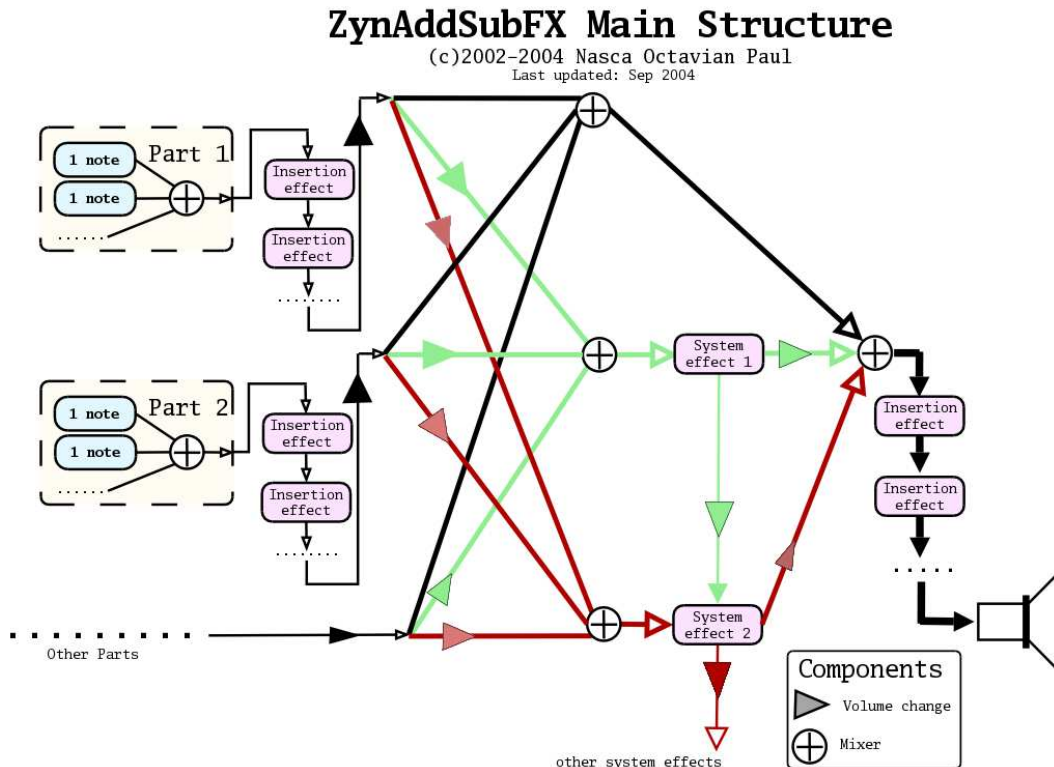 ZynAddSubFX Main Structure
(c)2002-2004 Nasca Octavian Paul
Last updated: Sep 2004
Part 1
1 note
1 note
Insertion
effect
Insertion
effect
Part 2
1 note
1 note
Insertion
effect
Insertion
effect
Other Parts
System
effect 1
System
effect 2
other system effects
Insertion
effect
Insertion
effect
Components
Volume change
Mixer